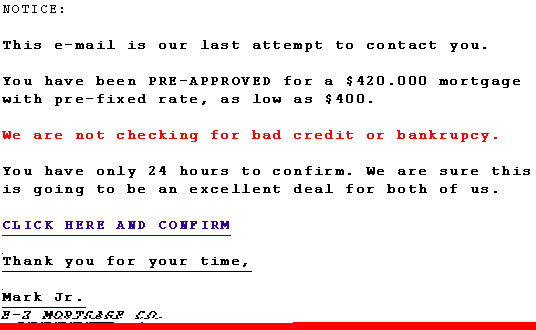 NOTICE:
This e-mail is our last attempt to contact you.
You have been PRE-APPROVED for a $420.000 mortgage
with pre-fixed rate, as low as $400.
We are not checking for bad credit or bankrupcy.
You have only 24 hours to confirm. We are sure this
is going to be an excellent deal for both of us.
CLICK HERE AND CONFIRM
Thank you for your time,
Mark Jr.
E-Z MORTGAGE CO.